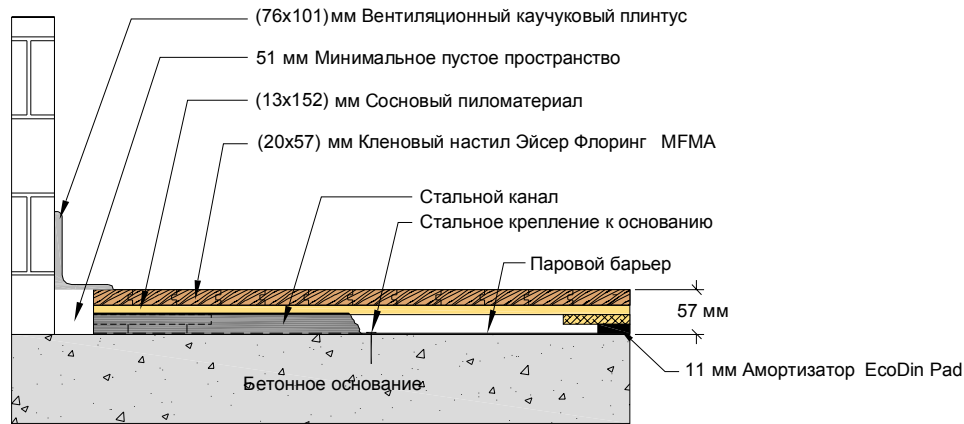 (76x101)мм Вентиляционный каучуковый плинтус
51 мм Минимальное пустое пространство
(13x152) мм Сосновый пиломатериал
(20x57) мм Кленовый настил Эйсер Флоринг MFMA
Стальной канал
Стальное крепление к основанию
Паровой барьер
57 мм
11 мм Амортизатор EcoDin Pad
Бетонное основание